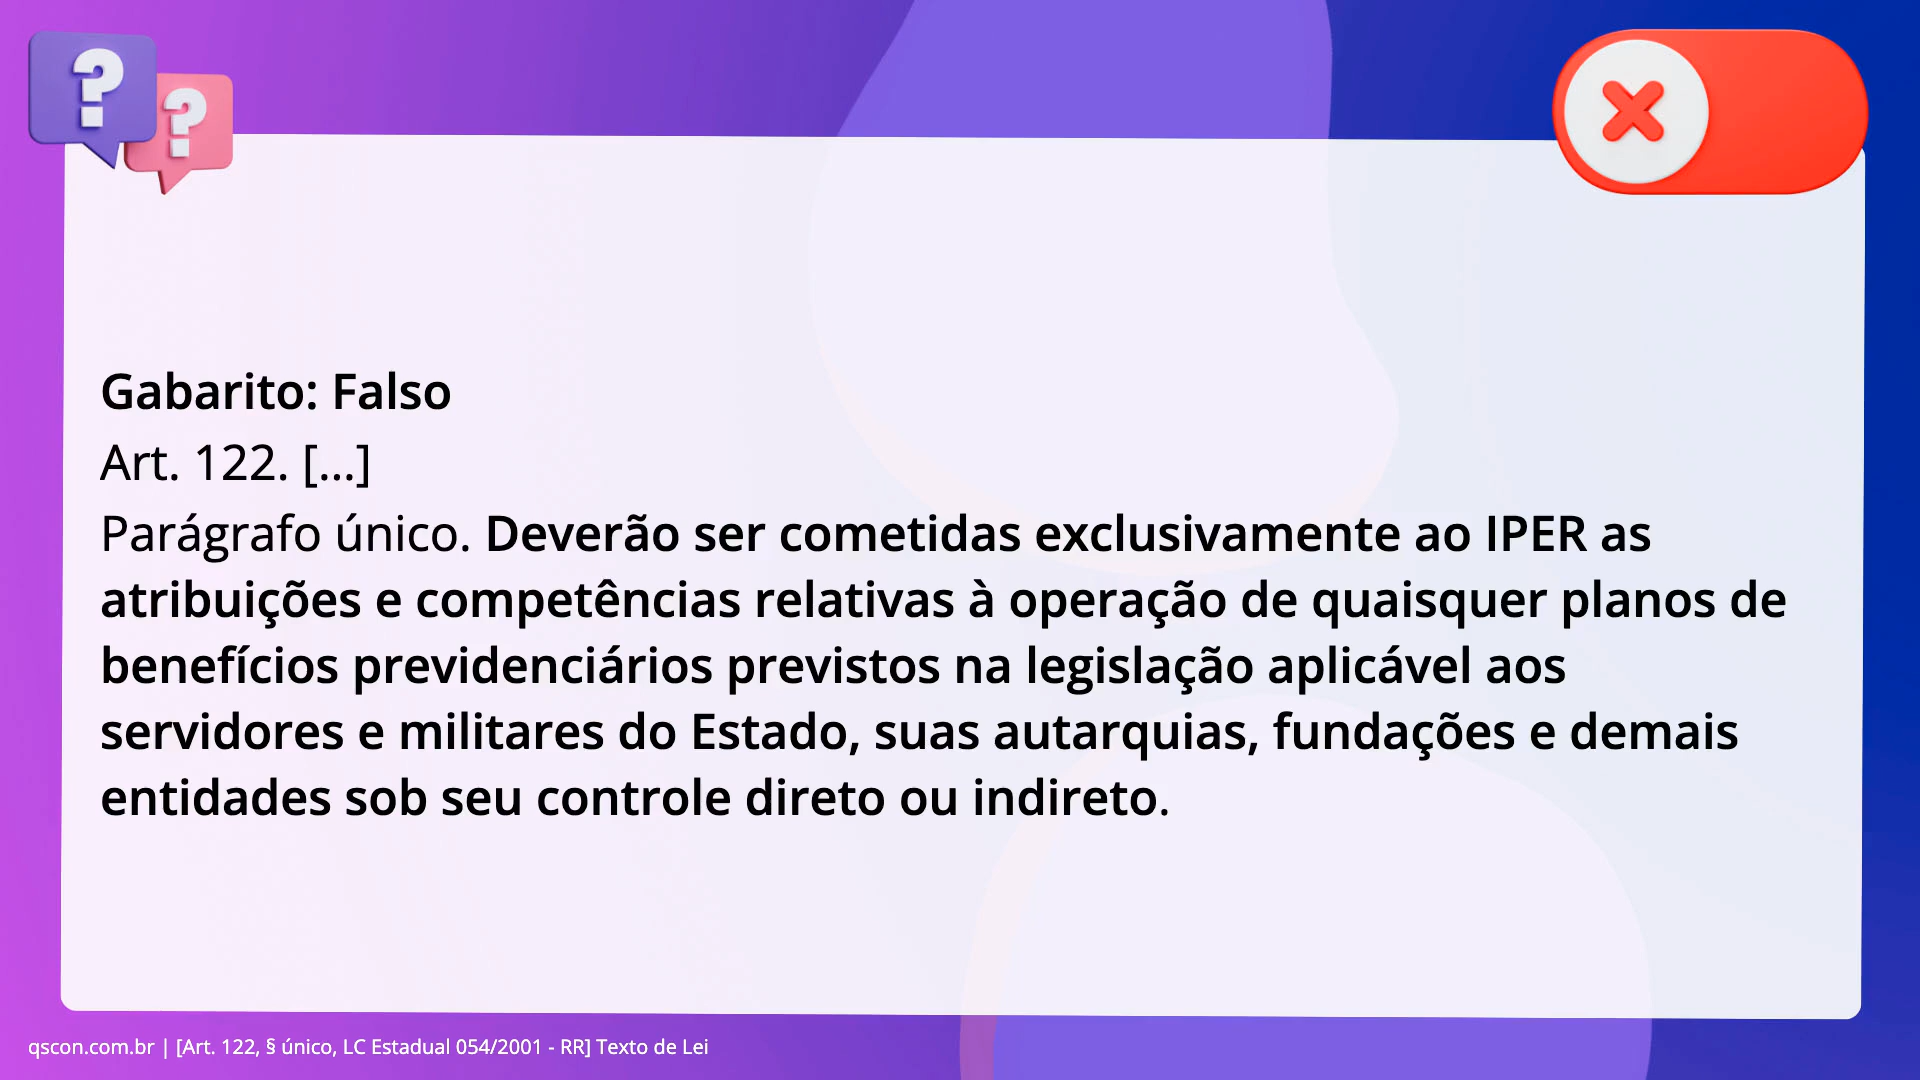 ? ?
Gabarito: Falso
Art. 122. [...]
Parágrafo único. Deverão ser cometidas exclusivamente ao IPER as
atribuições e competências relativas à operação de quaisquer planos de
benefícios previdenciários previstos na legislação aplicável aos
servidores e militares do Estado, suas autarquias, fundações e demais
entidades sob seu controle direto ou indireto.
qscon.com.br | [Art. 122, § único, LC Estadual 054/2001 - RR] Texto de Lei